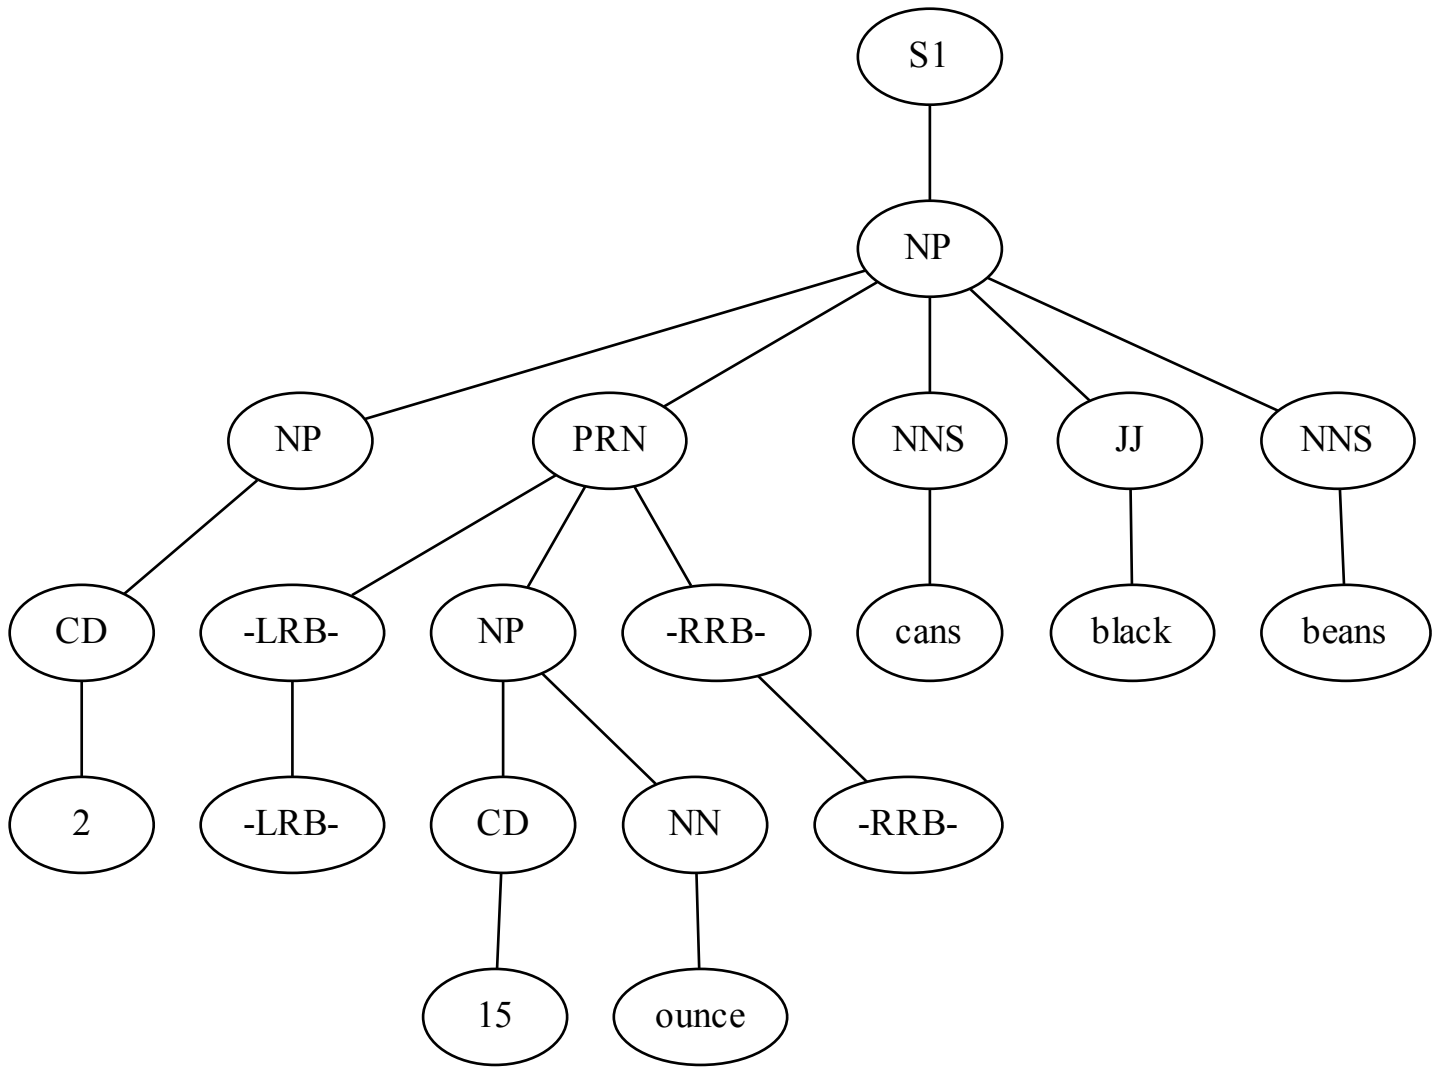 S1
NP
NP PRN NNS JJ NNS
CD -LRB- NP -RRB- cans black beans
2 -LRB- CD NN -RRB-
15 ounce